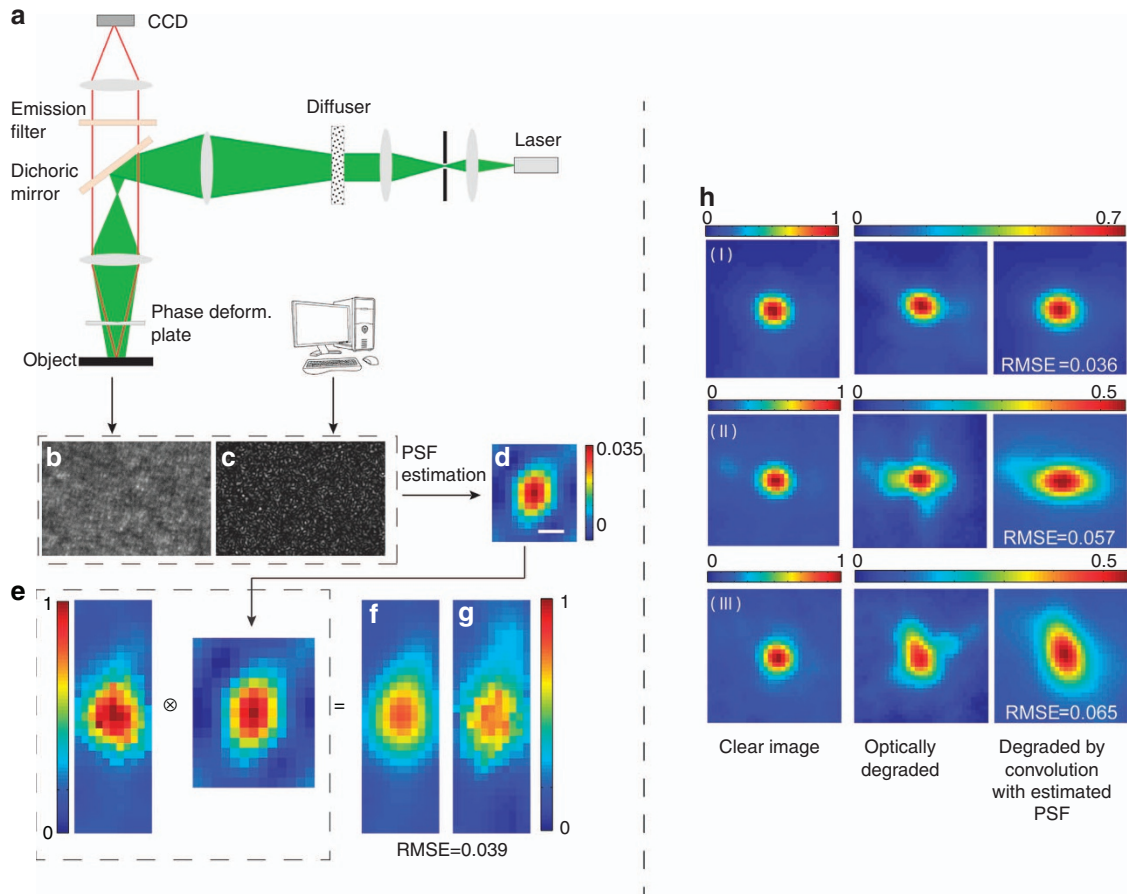 a
CCD
Emission
filter
Dichoric
mirror
Diffuser
Laser
Phase deform.
plate
Object
b
c
PSF
estimation
d
0.035
0
e
1
0
⊗
=
f
g
1
0
RMSE=0.039
h
0 1
0 0.7
(I)
RMSE=0.036
0 1
0 0.5
(II)
RMSE=0.057
0 1
0 0.5
(III)
RMSE=0.065
Clear image
Optically
degraded
Degraded by
convolution
with estimated
PSF